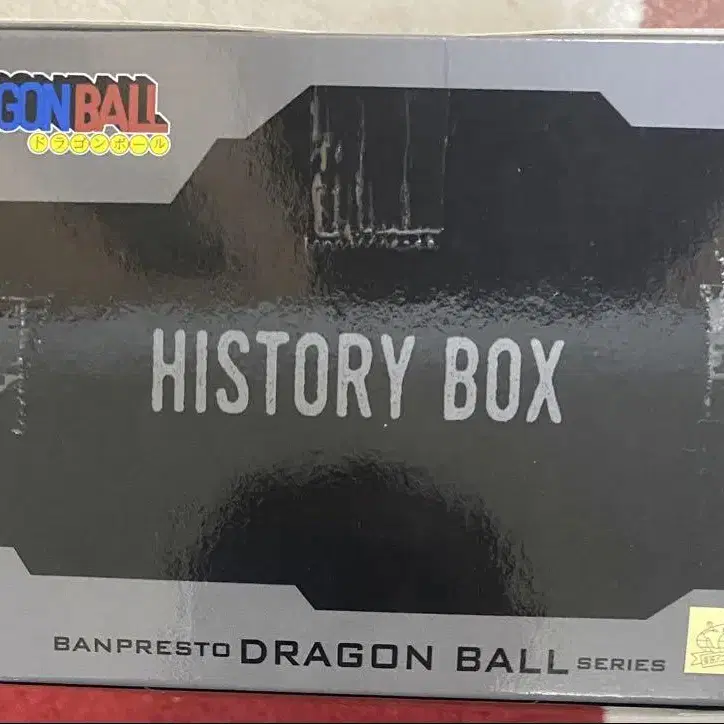 GONBALL
ドラゴンボール
HISTORY BOX
BANPRESTO DRAGON BALL SERIES